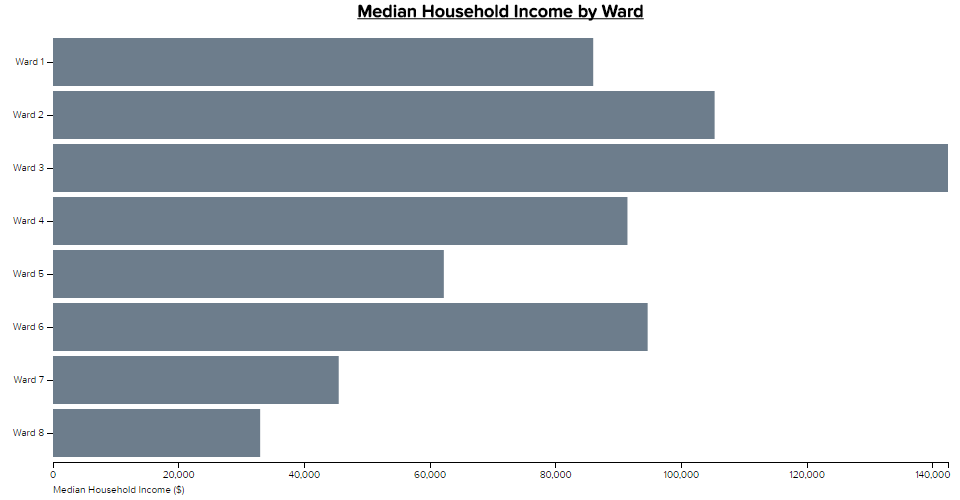 Median Household Income by Ward
Ward 1
Ward 2
Ward 3
Ward 4
Ward 5
Ward 6
Ward 7
Ward 8
0 20,000 40,000 60,000 80,000 100,000 120,000 140,000
Median Household Income ($)